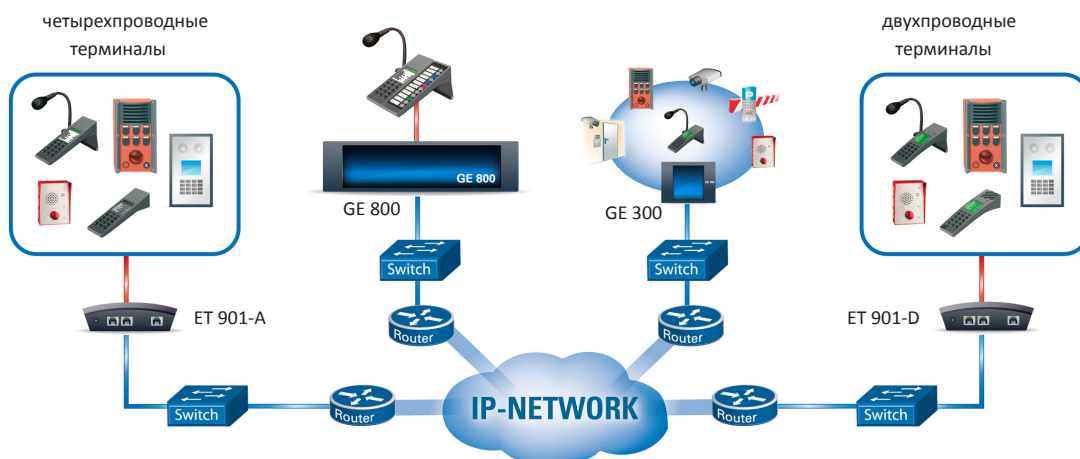 четырехпроводные
терминалы
двухпроводные
терминалы
GE 800
GE 800
GE 300
Switch
Switch
ET 901-A
ET 901-D
Router
Router
Switch
Router
IP-NETWORK
Router
Switch